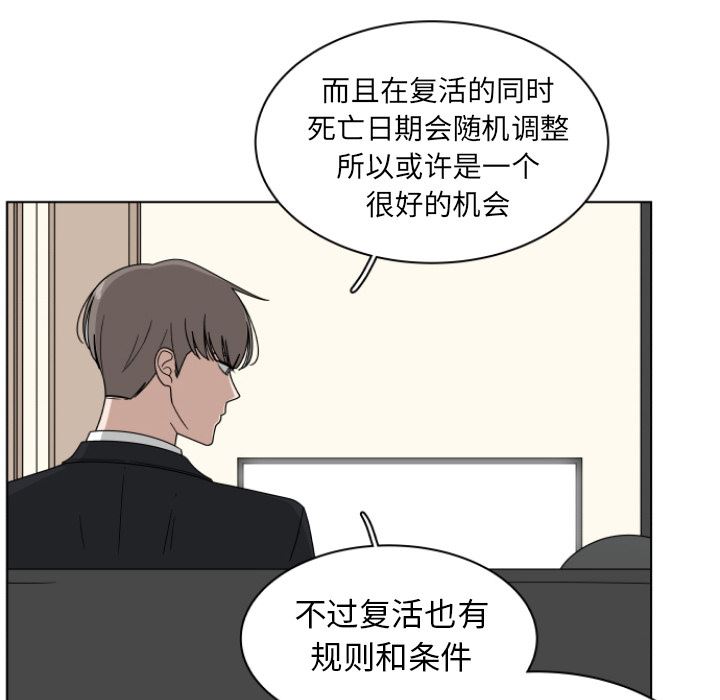 而且在复活的同时
死亡日期会随机调整
所以或许是一个
很好的机会
不过复活也有
规则和条件